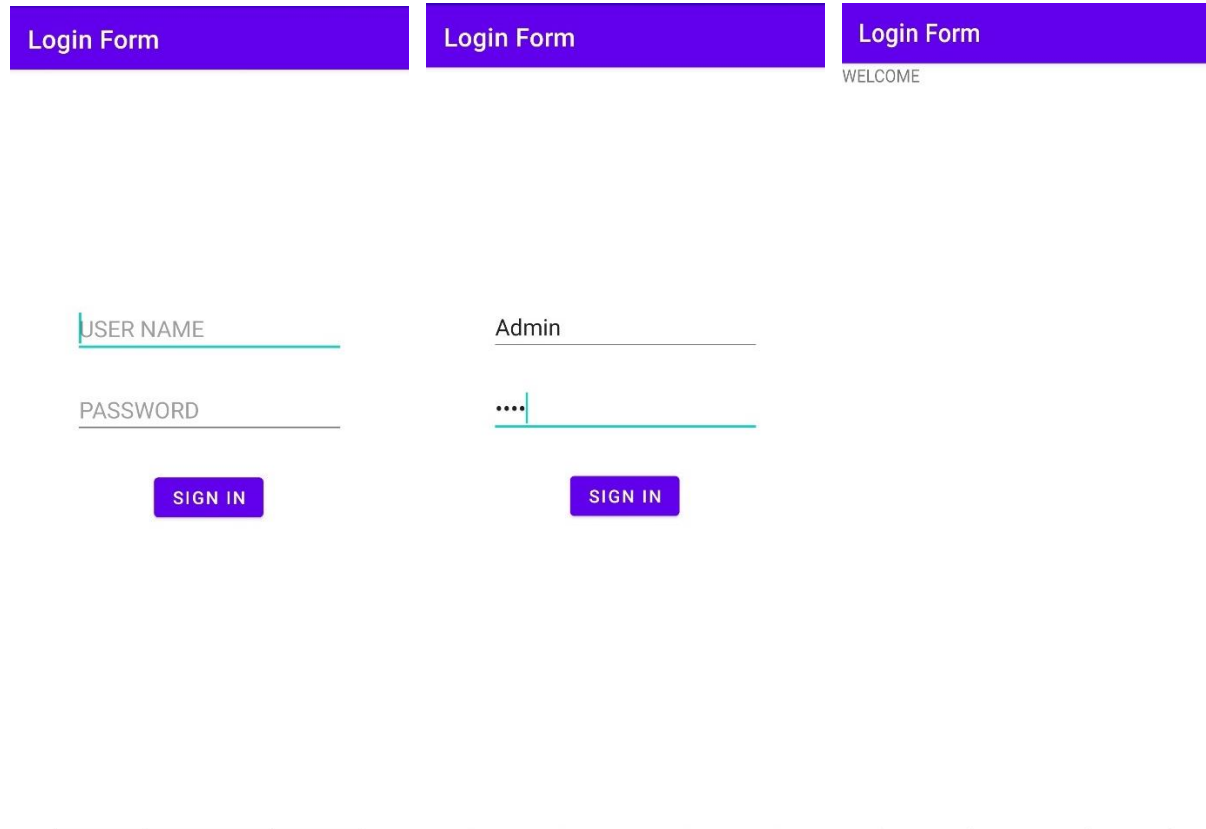 Login Form
USER NAME
PASSWORD
SIGN IN
Login Form
Admin
••••
SIGN IN
Login Form
WELCOME